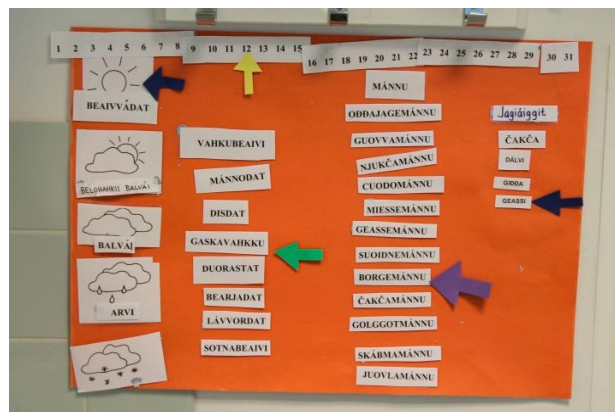 1 2 3 4 5 6 7 8 9 10 11 12 13 14 15 16 17 18 19 20 21 22 23 24 25 26 27 28 29 30 31
BEAIVVÁDAT
BELOHAHKII BALVÁI
BALVÁI
ARVI
VAHKUBEAIVI
MÁNNODAT
DISDAT
GASKAVAHKKU
DUORASTAT
BEARJADAT
LÁVVORDAT
SOTNABEAIVI
MÁNNU
OĐĐAJAGEMÁNNU
GUOVVAMÁNNU
NJUKČAMÁNNU
CUOŊOMÁNNU
MIESSEMÁNNU
GEASSEMÁNNU
SUOIDNEMÁNNU
BORGEMÁNNU
ČAKČAMÁNNU
GOLGGOTMÁNNU
SKÁBMAMÁNNU
JUOVLAMÁNNU
Jagiáiggit
ČAKČA
DÁLVI
GIĐĐA
GEASSI